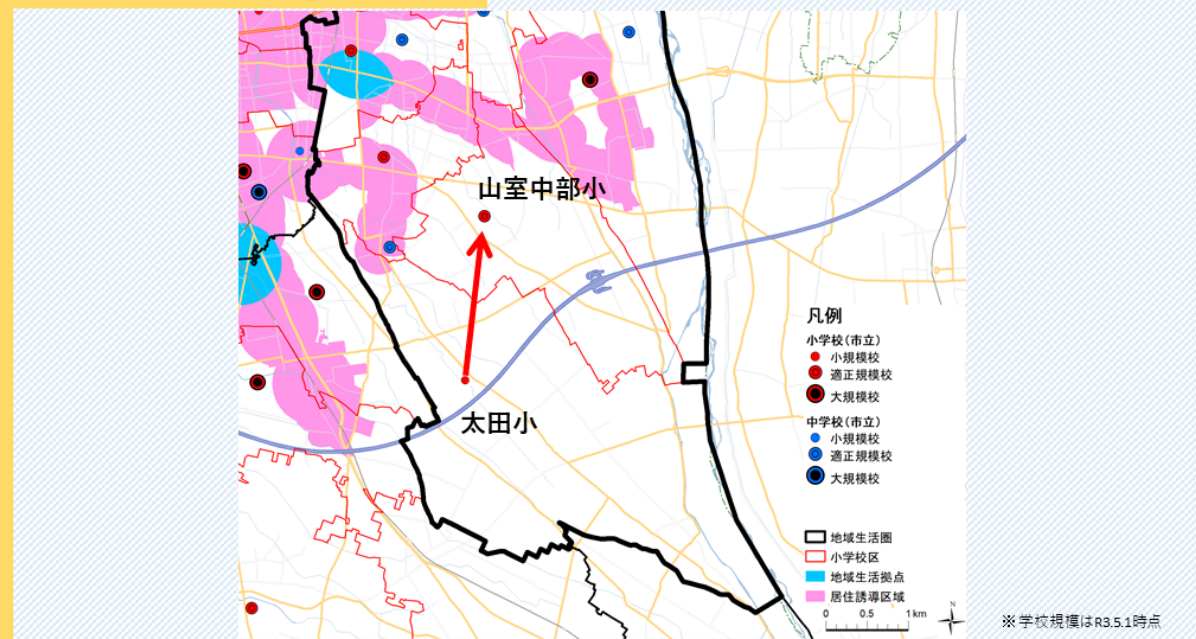 山室中部小
太田小
凡例
小学校(市立)
小規模校
適正規模校
大規模校
中学校(市立)
小規模校
適正規模校
大規模校
地域生活圏
小学校区
地域生活拠点
居住誘導区域
0 0.5 1km
N
※学校規模はR3.5.1時点